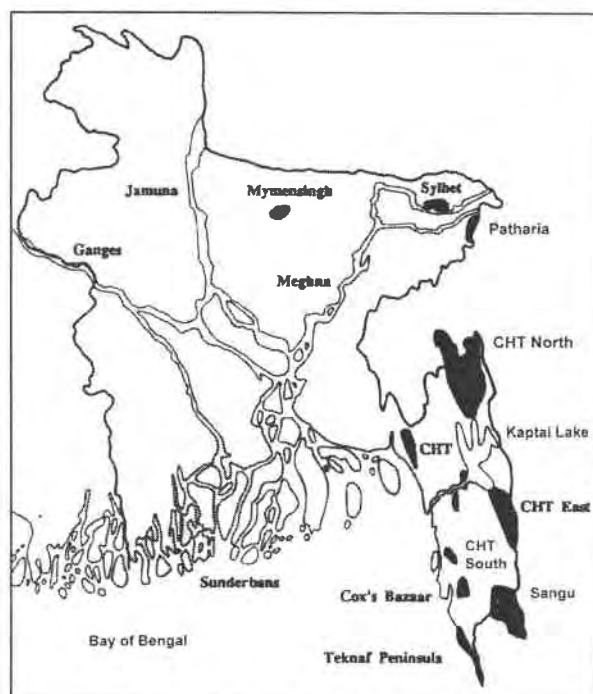 Jamuna
Mymensingh
Sylhet
Patharia
Ganges
Meghna
CHT North
Kaptai Lake
CHT
CHT East
CHT
South
Sunderbans
Cox's Bazaar
Sangu
Bay of Bengal
Teknaf Peninsula